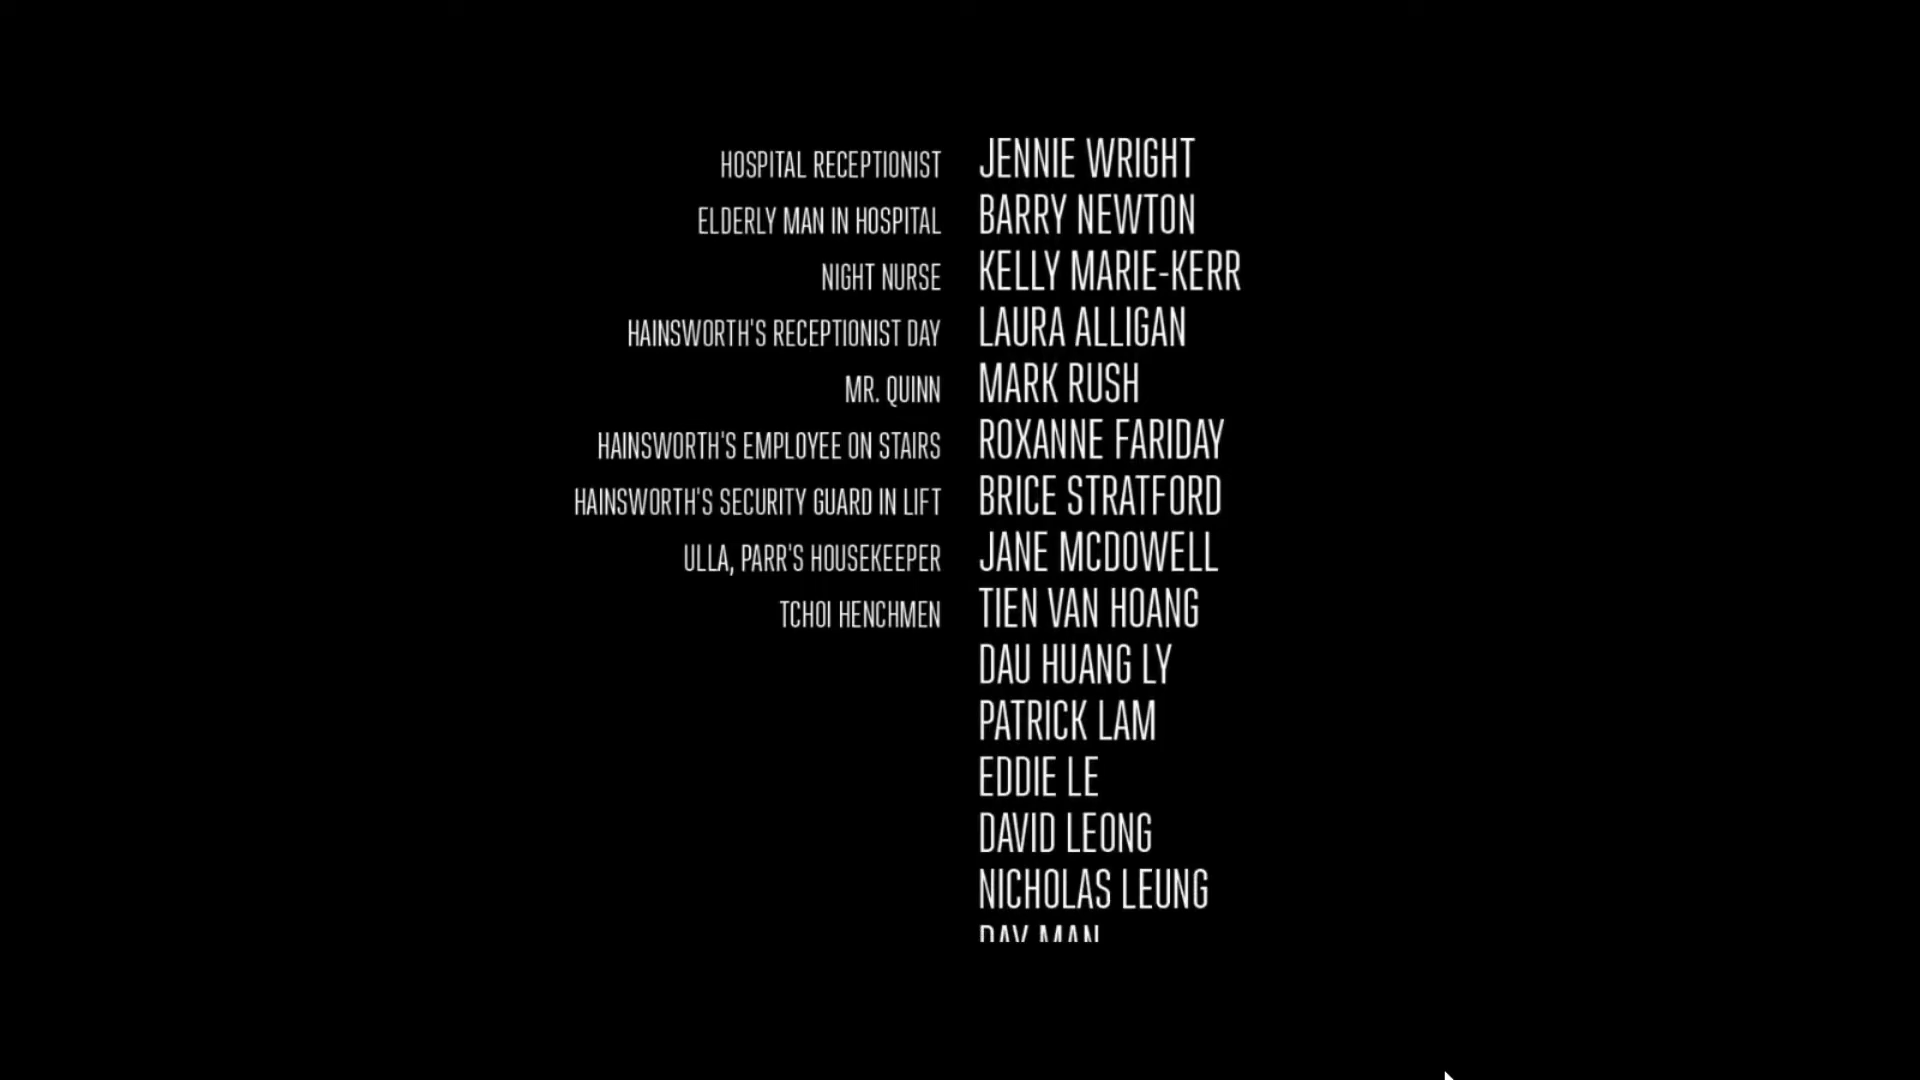 HOSPITAL RECEPTIONIST JENNIE WRIGHT
ELDERLY MAN IN HOSPITAL BARRY NEWTON
NIGHT NURSE KELLY MARIE-KERR
HAINSWORTH'S RECEPTIONIST DAY LAURA ALLIGAN
MR. QUINN MARK RUSH
HAINSWORTH'S EMPLOYEE ON STAIRS ROXANNE FARIDAY
HAINSWORTH'S SECURITY GUARD IN LIFT BRICE STRATFORD
ULLA, PARR'S HOUSEKEEPER JANE MCDOWELL
TCHOI HENCHMEN TIEN VAN HOANG
DAU HUANG LY
PATRICK LAM
EDDIE LE
DAVID LEONG
NICHOLAS LEUNG
MAN